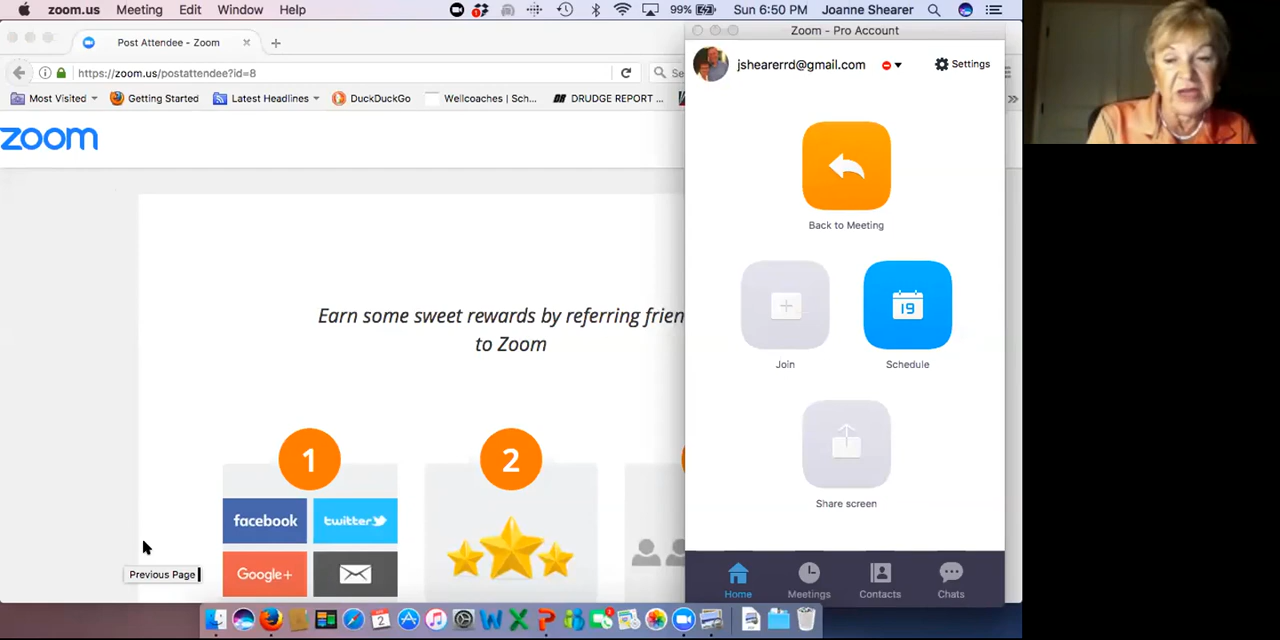 zoom.us Meeting Edit Window Help 99% Sun 6:50 PM Joanne Shearer
Post Attendee - Zoom
https://zoom.us/postattendee?id=8
Se
Most Visited Getting Started Latest Headlines DuckDuckGo Wellcoaches | Sch... DRUDGE REPORT ...
zoom
Earn some sweet rewards by referring frien
to Zoom
1 2
facebook twitter
Google+
Previous Page
Zoom - Pro Account
jshearerrd@gmail.com Settings
Back to Meeting
19
Join Schedule
Share screen
Home Meetings Contacts Chats